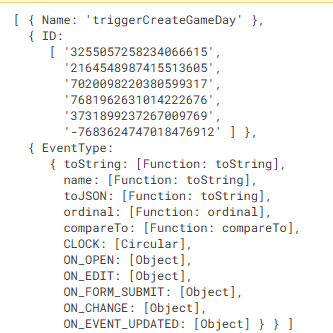 [ { Name: 'triggerCreateGameDay' },
{ ID:
[ '3255057258234066615',
'2164548987415513605',
'7020098220380599317',
'7681962631014222676',
'3731899237267009769',
'-7683624747018476912' ] },
{ EventType:
{ toString: [Function: toString],
name: [Function: toString],
toJSON: [Function: toString],
ordinal: [Function: ordinal],
compareTo: [Function: compareTo],
CLOCK: [Circular],
ON_OPEN: [Object],
ON_EDIT: [Object],
ON_FORM_SUBMIT: [Object],
ON_CHANGE: [Object],
ON_EVENT_UPDATED: [Object] } } ]